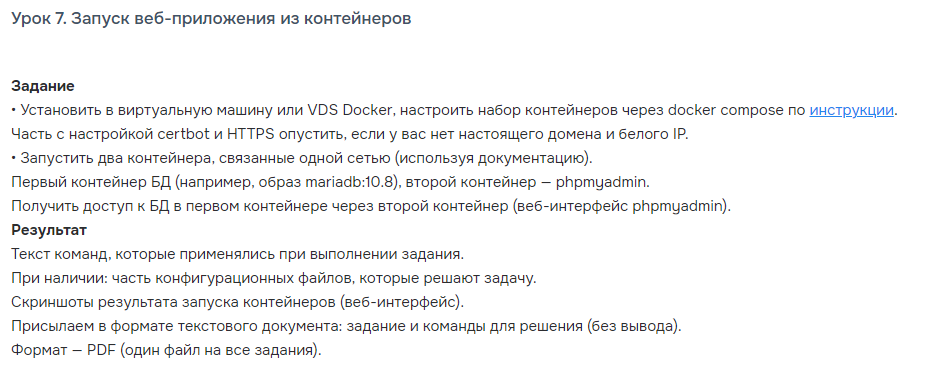 Урок 7. Запуск веб-приложения из контейнеров
Задание
• Установить в виртуальную машину или VDS Docker, настроить набор контейнеров через docker compose по инструкции.
Часть с настройкой certbot и HTTPS опустить, если у вас нет настоящего домена и белого IP.
• Запустить два контейнера, связанные одной сетью (используя документацию).
Первый контейнер БД (например, образ mariadb:10.8), второй контейнер — phpmyadmin.
Получить доступ к БД в первом контейнере через второй контейнер (веб-интерфейс phpmyadmin).
Результат
Текст команд, которые применялись при выполнении задания.
При наличии: часть конфигурационных файлов, которые решают задачу.
Скриншоты результата запуска контейнеров (веб-интерфейс).
Присылаем в формате текстового документа: задание и команды для решения (без вывода).
Формат — PDF (один файл на все задания).